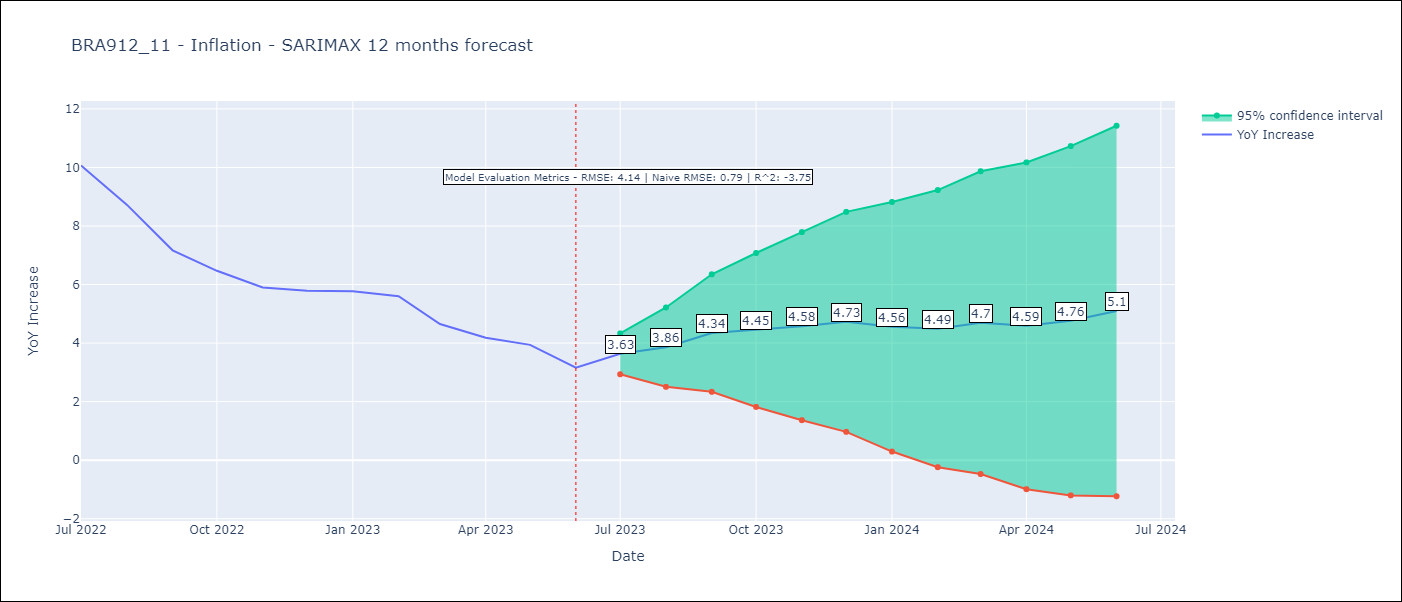 BRA912_11 - Inflation - SARIMAX 12 months forecast
95% confidence interval
YoY Increase
Model Evaluation Metrics - RMSE: 4.14 | Naive RMSE: 0.79 | R^2: -3.75
YoY Increase
12
10
8
6
4
2
0
−2
3.63
3.86
4.34
4.45
4.58
4.73
4.56
4.49
4.7
4.59
4.76
5.1
Jul 2022
Oct 2022
Jan 2023
Apr 2023
Jul 2023
Oct 2023
Jan 2024
Apr 2024
Jul 2024
Date